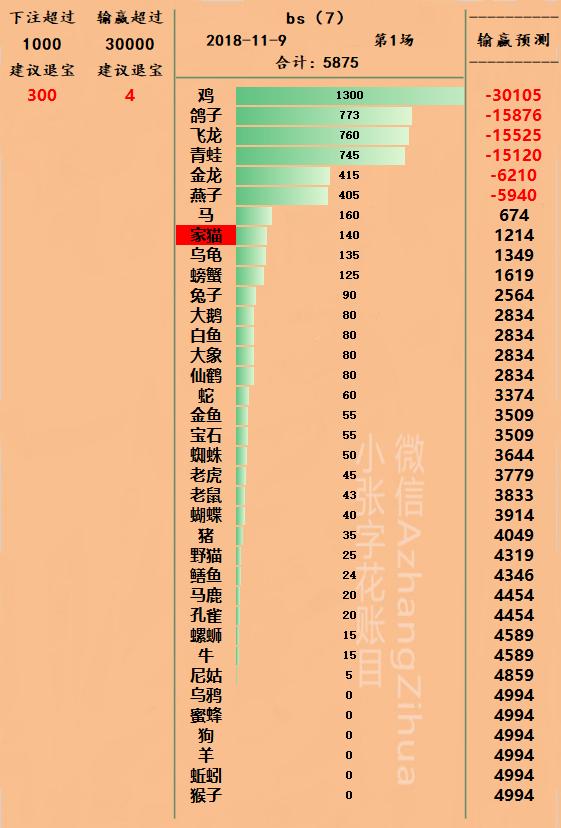 下注超过 输赢超过
1000 30000
建议退宝 建议退宝
300 4
bs（7）
2018-11-9 第1场
合计：5875
输赢预测
鸡 1300 -30105
鸽子 773 -15876
飞龙 760 -15525
青蛙 745 -15120
金龙 415 -6210
燕子 405 -5940
马 160 674
家猫 140 1214
乌龟 135 1349
螃蟹 125 1619
兔子 90 2564
大鹅 80 2834
白鱼 80 2834
大象 80 2834
仙鹤 80 2834
蛇 60 3374
金鱼 55 3509
宝石 55 3509
蜘蛛 50 3644
老虎 45 3779
老鼠 43 3833
蝴蝶 40 3914
猪 35 4049
野猫 25 4319
鳝鱼 24 4346
马鹿 20 4454
孔雀 20 4454
螺蛳 15 4589
牛 15 4589
尼姑 5 4859
乌鸦 0 4994
蜜蜂 0 4994
狗 0 4994
羊 0 4994
蚯蚓 0 4994
猴子 0 4994
微信AzhangZihua
小张字花账目